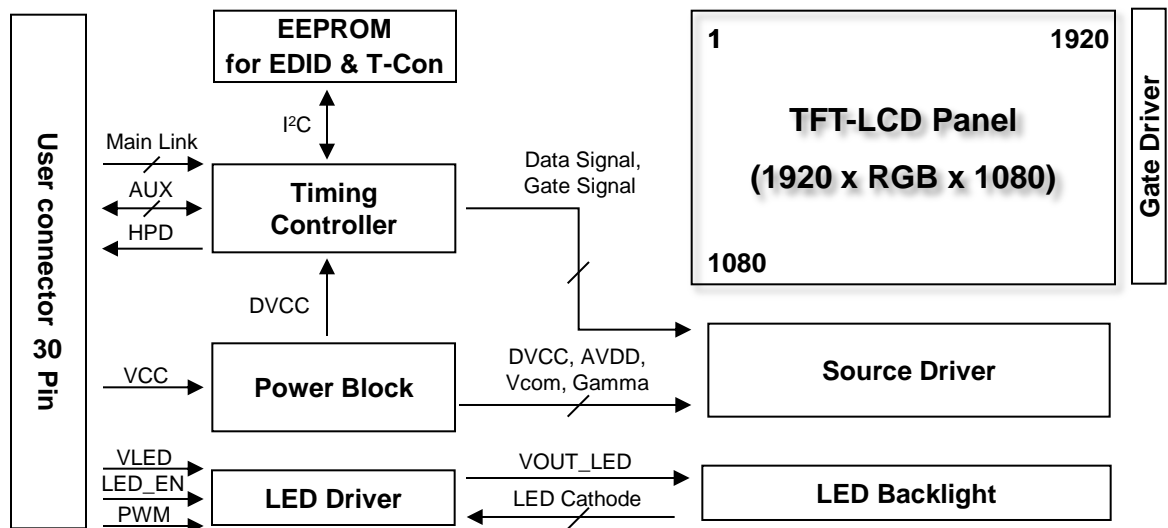 EEPROM
for EDID & T-Con
I²C
User connector 30 Pin
Main Link
AUX
HPD
Timing
Controller
Data Signal,
Gate Signal
1
1920
TFT-LCD Panel
(1920 x RGB x 1080)
1080
Gate Driver
DVCC
VCC
Power Block
DVCC, AVDD,
Vcom, Gamma
Source Driver
VLED
LED_EN
PWM
LED Driver
VOUT_LED
LED Cathode
LED Backlight